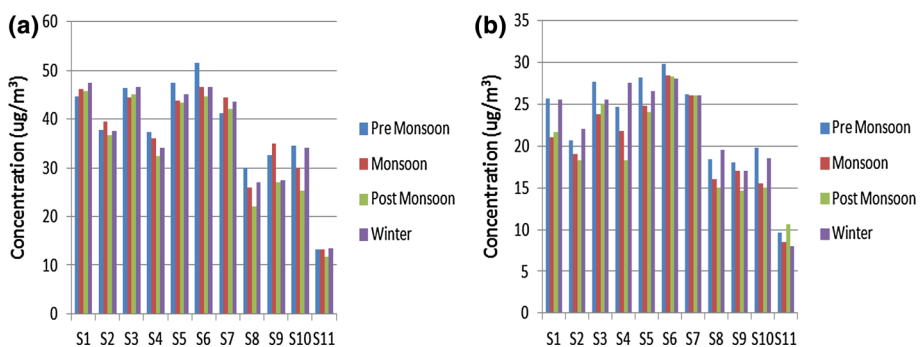 (a)
Concentration (ug/m³)
60
50
40
30
20
10
0
S1 S2 S3 S4 S5 S6 S7 S8 S9 S10 S11
Pre Monsoon
Monsoon
Post Monsoon
Winter
(b)
Concentration (ug/m³)
35
30
25
20
15
10
5
0
S1 S2 S3 S4 S5 S6 S7 S8 S9 S10 S11
Pre Monsoon
Monsoon
Post Monsoon
Winter